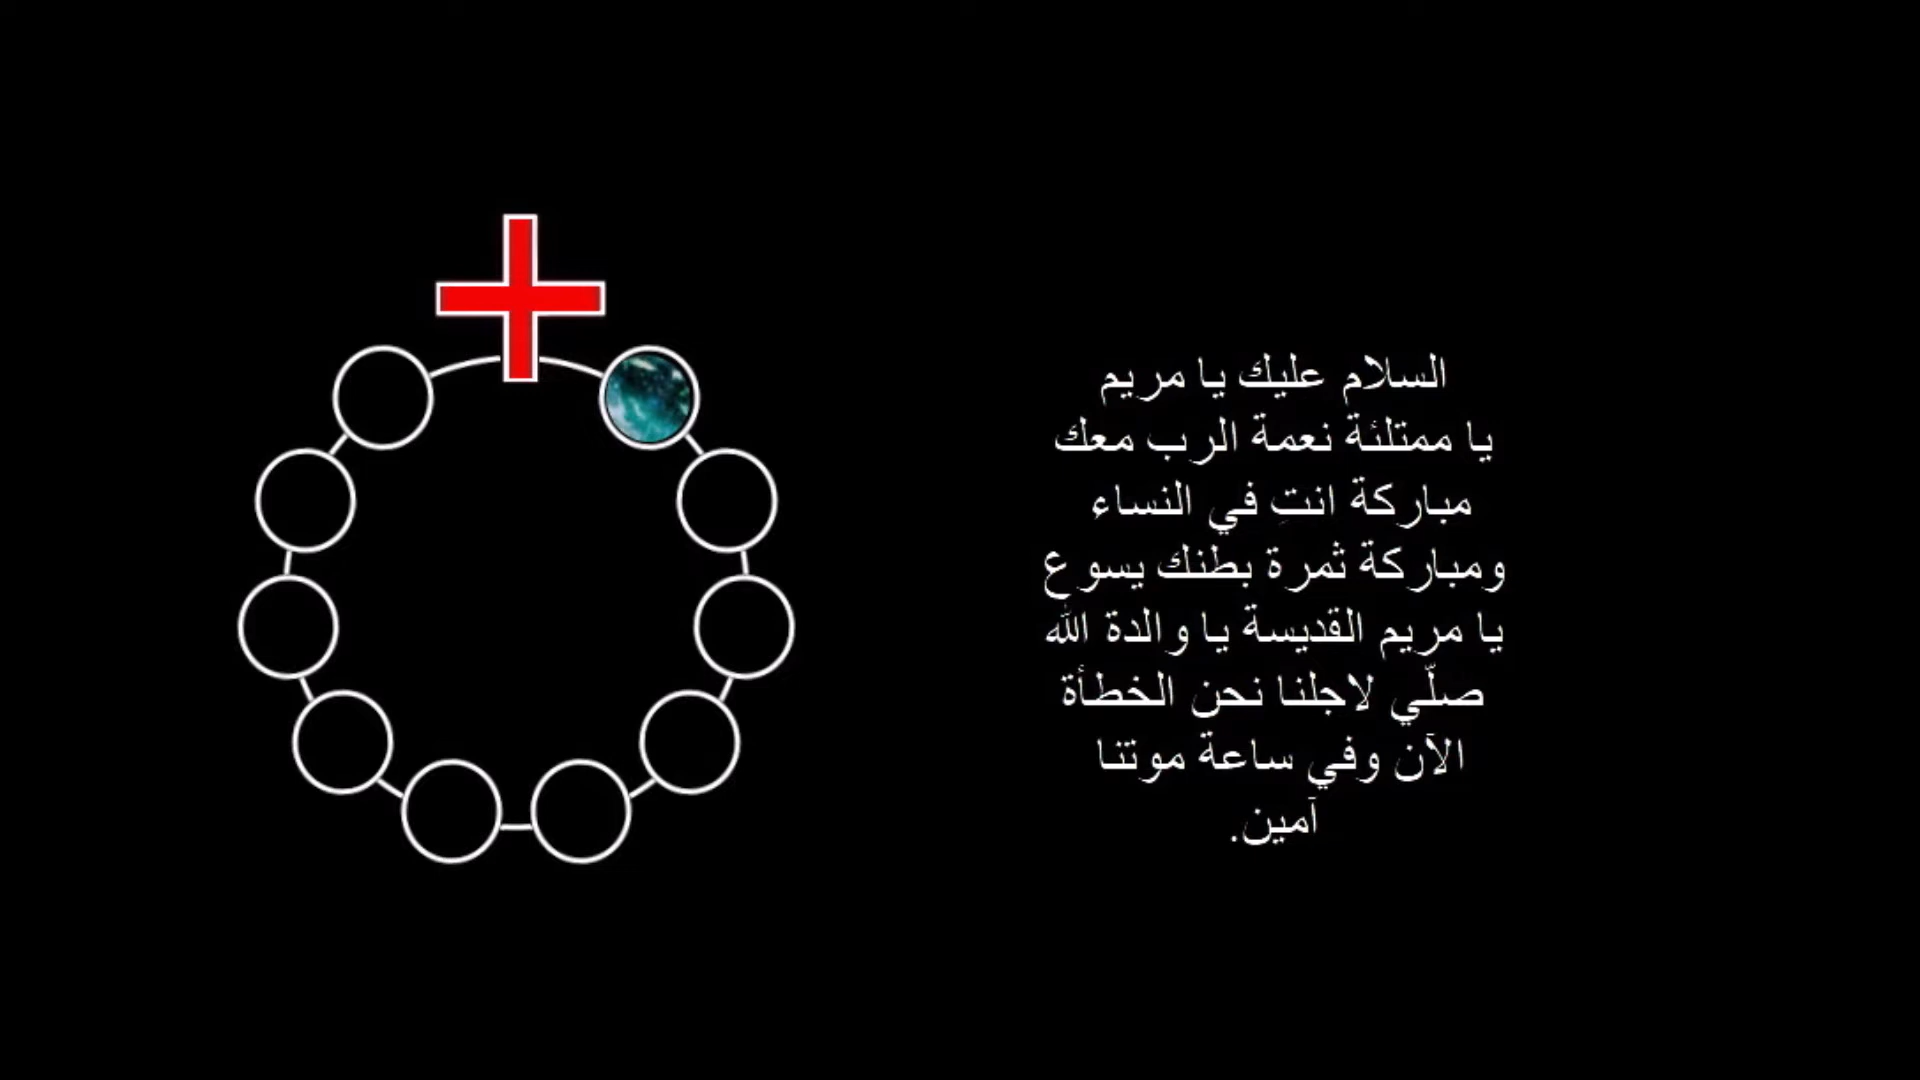 السلام عليك يا مريم
يا ممتلئة نعمة الرب معك
مباركة انتِ في النساء
ومباركة ثمرة بطنك يسوع
يا مريم القديسة يا والدة الله
صلّي لاجلنا نحن الخطأة
الآن وفي ساعة موتنا
آمين.